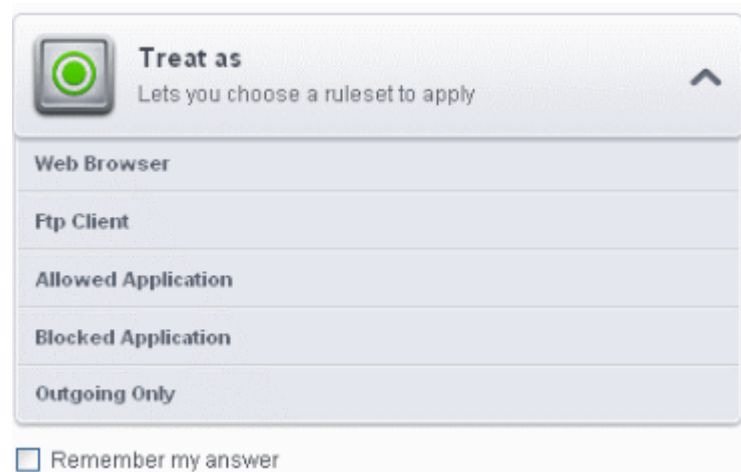 Treat as
Lets you choose a ruleset to apply
Web Browser
Ftp Client
Allowed Application
Blocked Application
Outgoing Only
Remember my answer